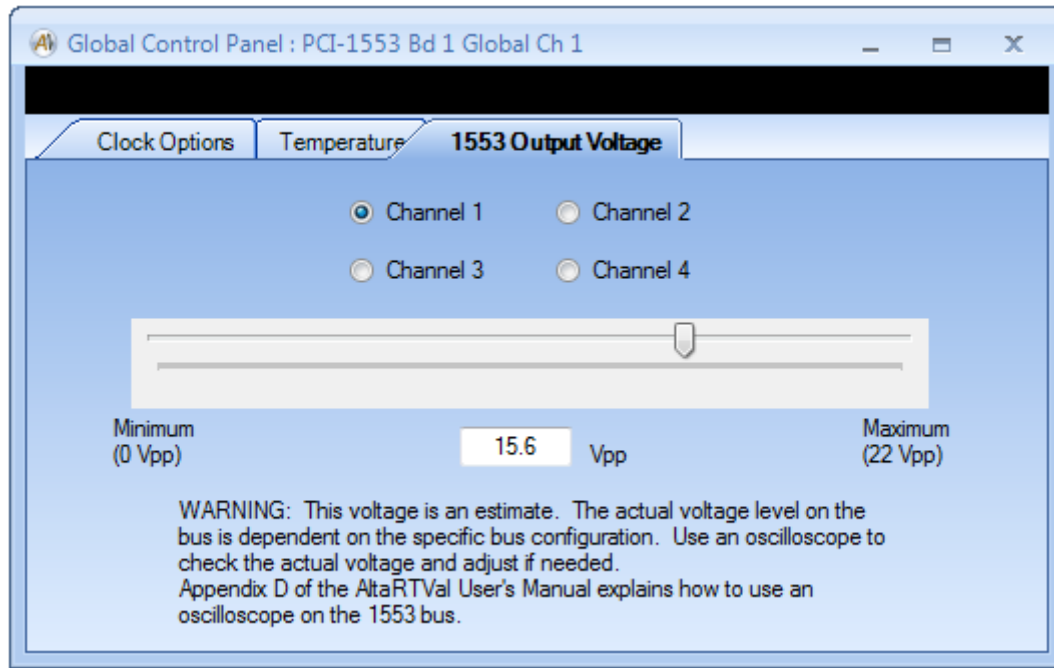 Global Control Panel : PCI-1553 Bd 1 Global Ch 1
Clock Options Temperature 1553 Output Voltage
Channel 1 Channel 2
Channel 3 Channel 4
Minimum
(0 Vpp)
15.6 Vpp
Maximum
(22 Vpp)
WARNING: This voltage is an estimate. The actual voltage level on the
bus is dependent on the specific bus configuration. Use an oscilloscope to
check the actual voltage and adjust if needed.
Appendix D of the AltaRTVal User's Manual explains how to use an
oscilloscope on the 1553 bus.